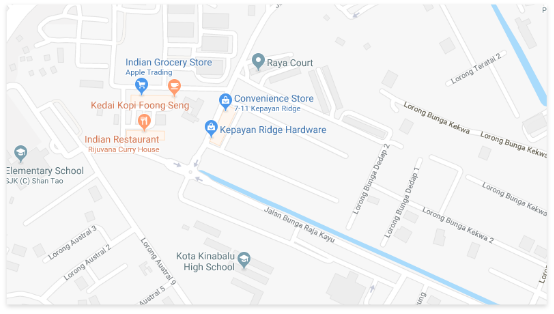 Indian Grocery Store
Apple Trading
Raya Court
Lorong Teratai 2
Kedai Kopi Foong Seng
Convenience Store
7-11 Kepayan Ridge
Lorong Bunga Kekwa
Lorong Bunga Kekwa
Kepayan Ridge Hardware
Indian Restaurant
Rijuvana Curry House
Elementary School
SJK (C) Shan Tao
Lorong Bunga Dedap 2
Lorong Bunga Dedap 1
Lorong Bunga Kekwa
Jalan Bunga Raja Kayu
Lorong Bunga Kekwa 2
Lorong Austral 3
Lorong Austral 2
Lorong Austral 9
Kota Kinabalu
High School
Austral 5